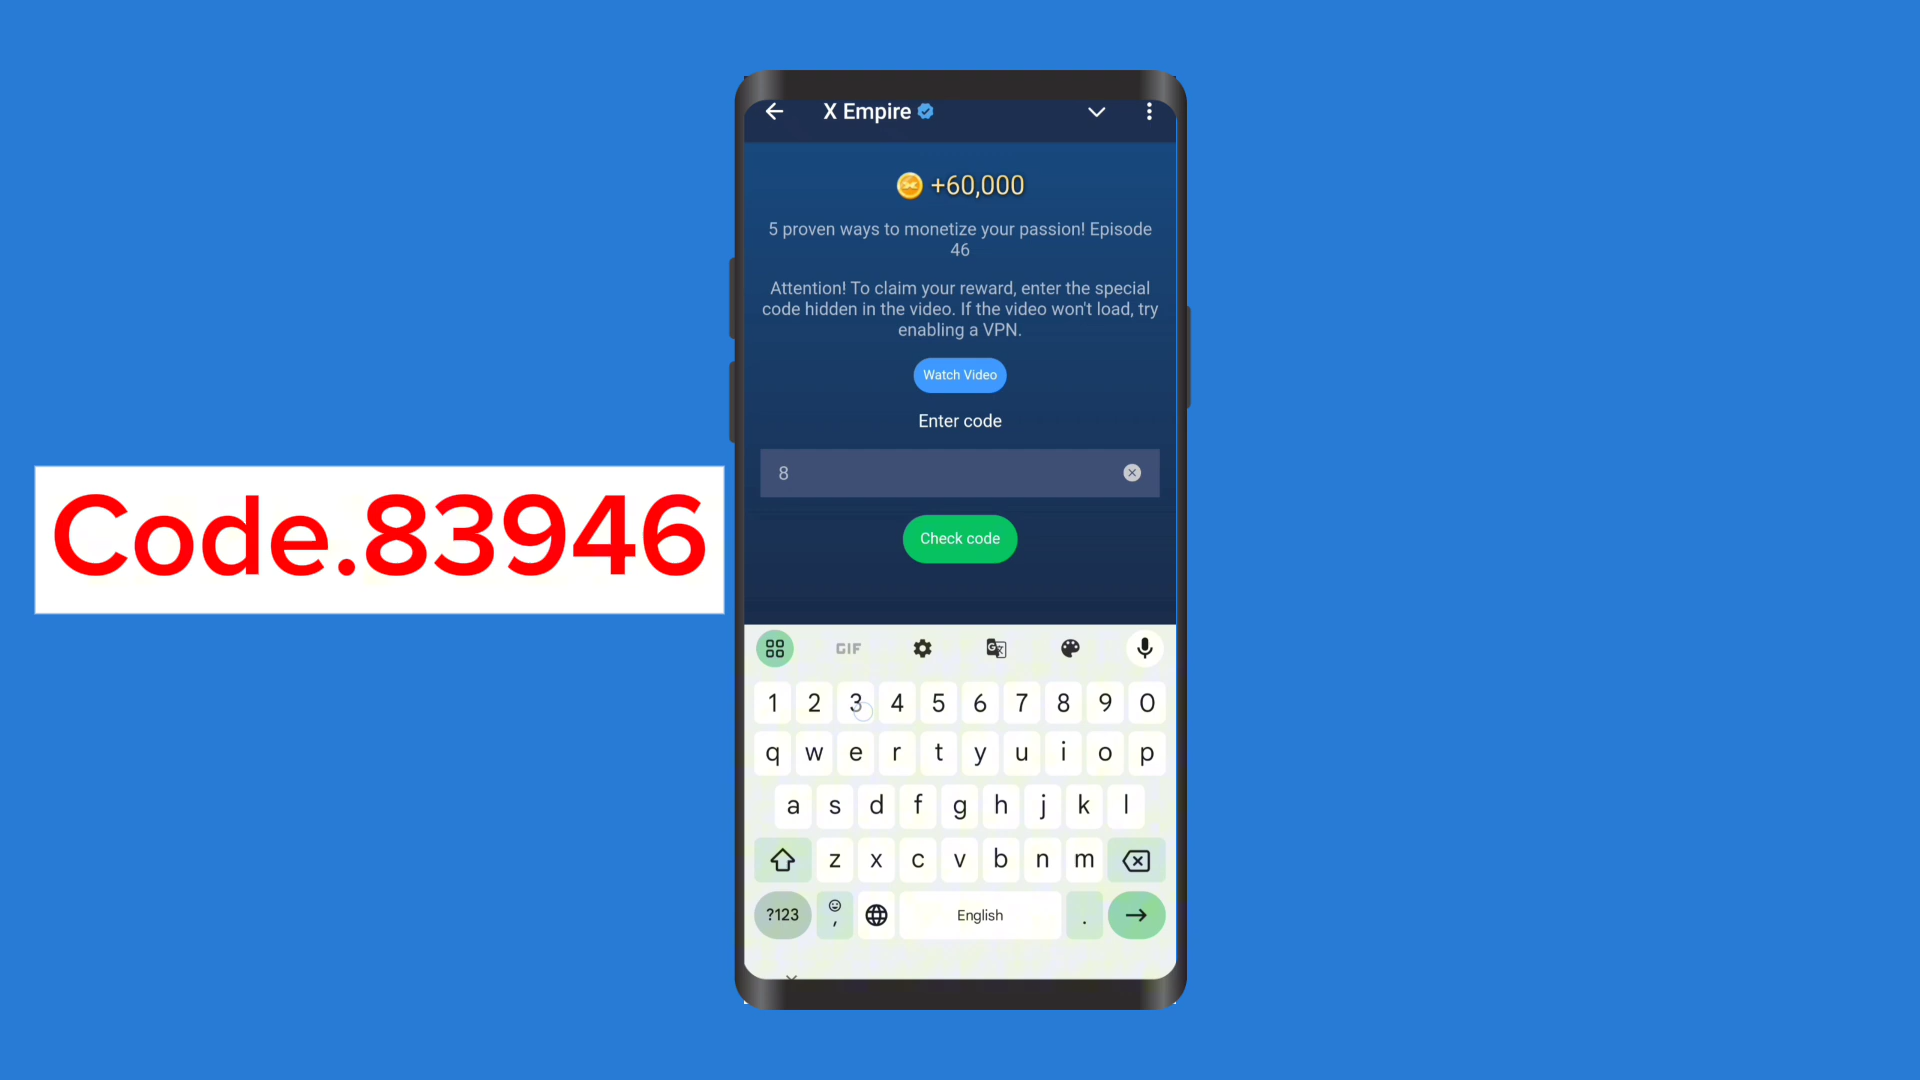 X Empire
+60,000
5 proven ways to monetize your passion! Episode
46
Attention! To claim your reward, enter the special
code hidden in the video. If the video won't load, try
enabling a VPN.
Watch Video
Enter code
8
Check code
Code.83946
GIF
1 2 3 4 5 6 7 8 9 0
q w e r t y u i o p
a s d f g h j k l
z x c v b n m
?123 , English .